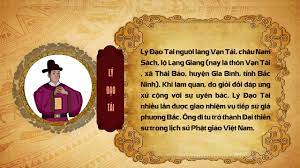 LÝ
ĐẠO
TÁI
Lý Đạo Tái người làng Vạn Tải, châu Nam
Sách, lộ Lạng Giang (nay là thôn Vạn Tải
, xã Thái Bảo, huyện Gia Bình, tỉnh Bắc
Ninh). Khi làm quan, do giỏi đối đáp ứng
xử cộng với sự uyên bác, Lý Đạo Tái
nhiều lần được giao nhiệm vụ tiếp sứ giả
phương Bắc. Ông đi tu trở thành Đại thiền
sư trong lịch sử Phật giáo Việt Nam.